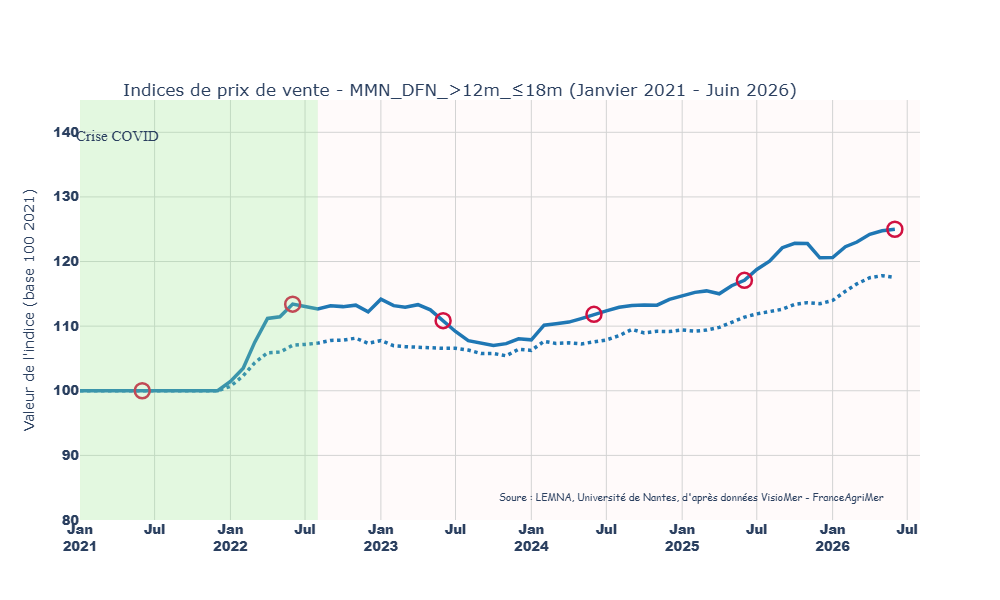 Indices de prix de vente - MMN_DFN_>12m_≤18m (Janvier 2021 - Juin 2026)
Crise COVID
Valeur de l'indice (base 100 2021)
140
130
120
110
100
90
80
Soure : LEMNA, Université de Nantes, d'après données VisioMer - FranceAgriMer
Jan Jul Jan Jul Jan Jul Jan Jul Jan Jul Jan Jul
2021 2022 2023 2024 2025 2026